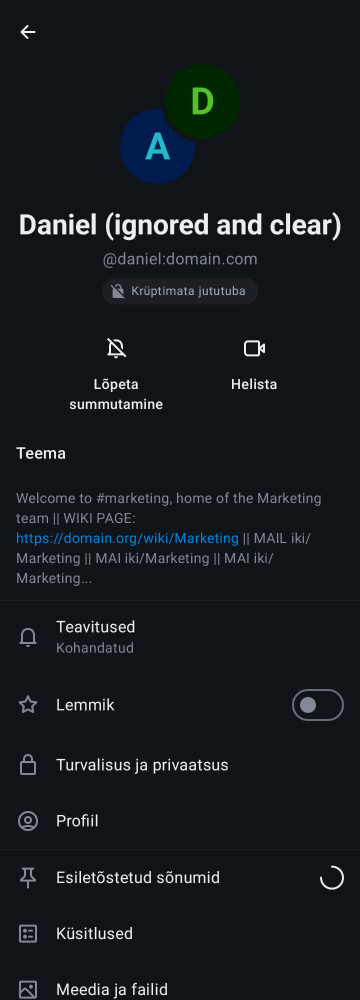 D
A
Daniel (ignored and clear)
@daniel:domain.com
Krüptimata jututuba
Lõpeta
summutamine
Helista
Teema
Welcome to #marketing, home of the Marketing
team || WIKI PAGE:
https://domain.org/wiki/Marketing || MAIL iki/
Marketing || MAI iki/Marketing || MAI iki/
Marketing...
Teavitused
Kohandatud
Lemmik
Turvalisus ja privaatsus
Profiil
Esiletõstetud sõnumid
Küsitlused
Meedia ja failid